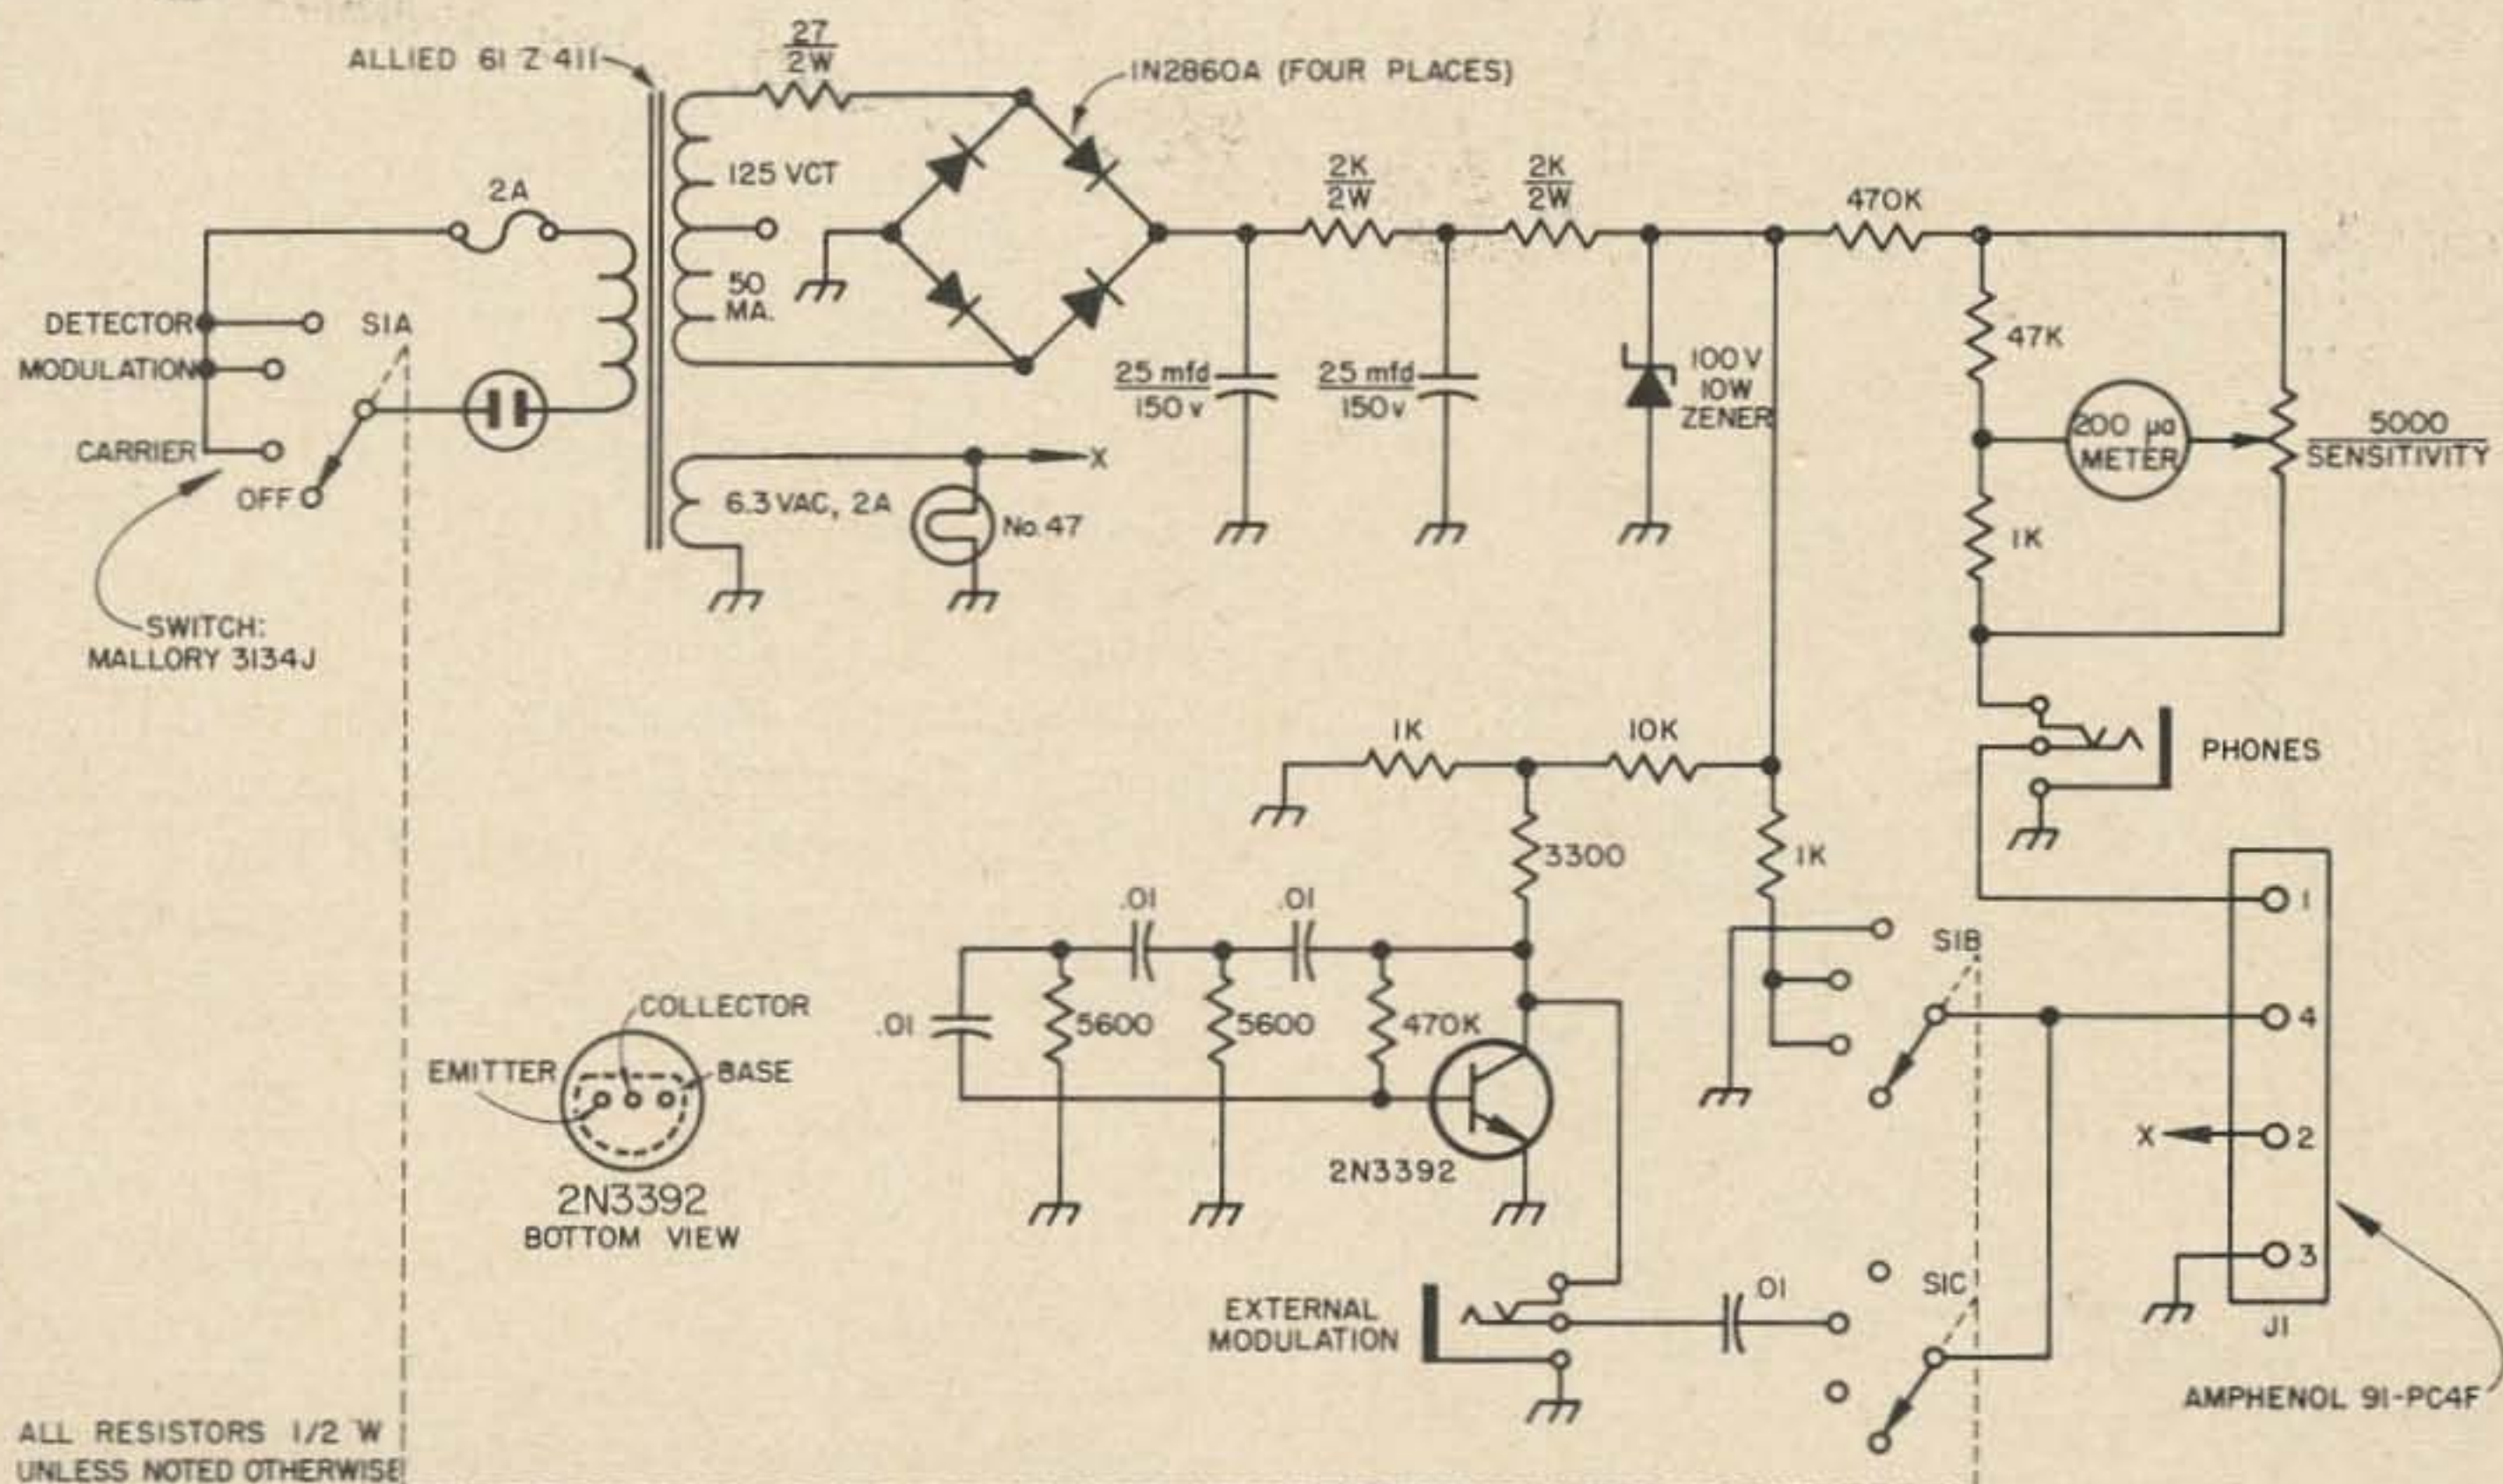 ALLIED 61 Z 411
27
2W
1N2860A (FOUR PLACES)
125 VCT
50
MA.
2A
DETECTOR
S1A
MODULATION
CARRIER
OFF
SWITCH:
MALLORY 3134J
6.3 VAC, 2A
No. 47
X
2K
2W
2K
2W
470K
25 mfd
150 v
25 mfd
150 v
100 V
10W
ZENER
47K
200 µa
METER
5000
SENSITIVITY
1K
PHONES
1K
10K
3300
1K
.01
.01
.01
5600
5600
470K
2N3392
COLLECTOR
EMITTER
BASE
2N3392
BOTTOM VIEW
S1B
1
4
X
2
3
J1
AMPHENOL 91-PC4F
EXTERNAL
MODULATION
.01
S1C
ALL RESISTORS 1/2 W
UNLESS NOTED OTHERWISE